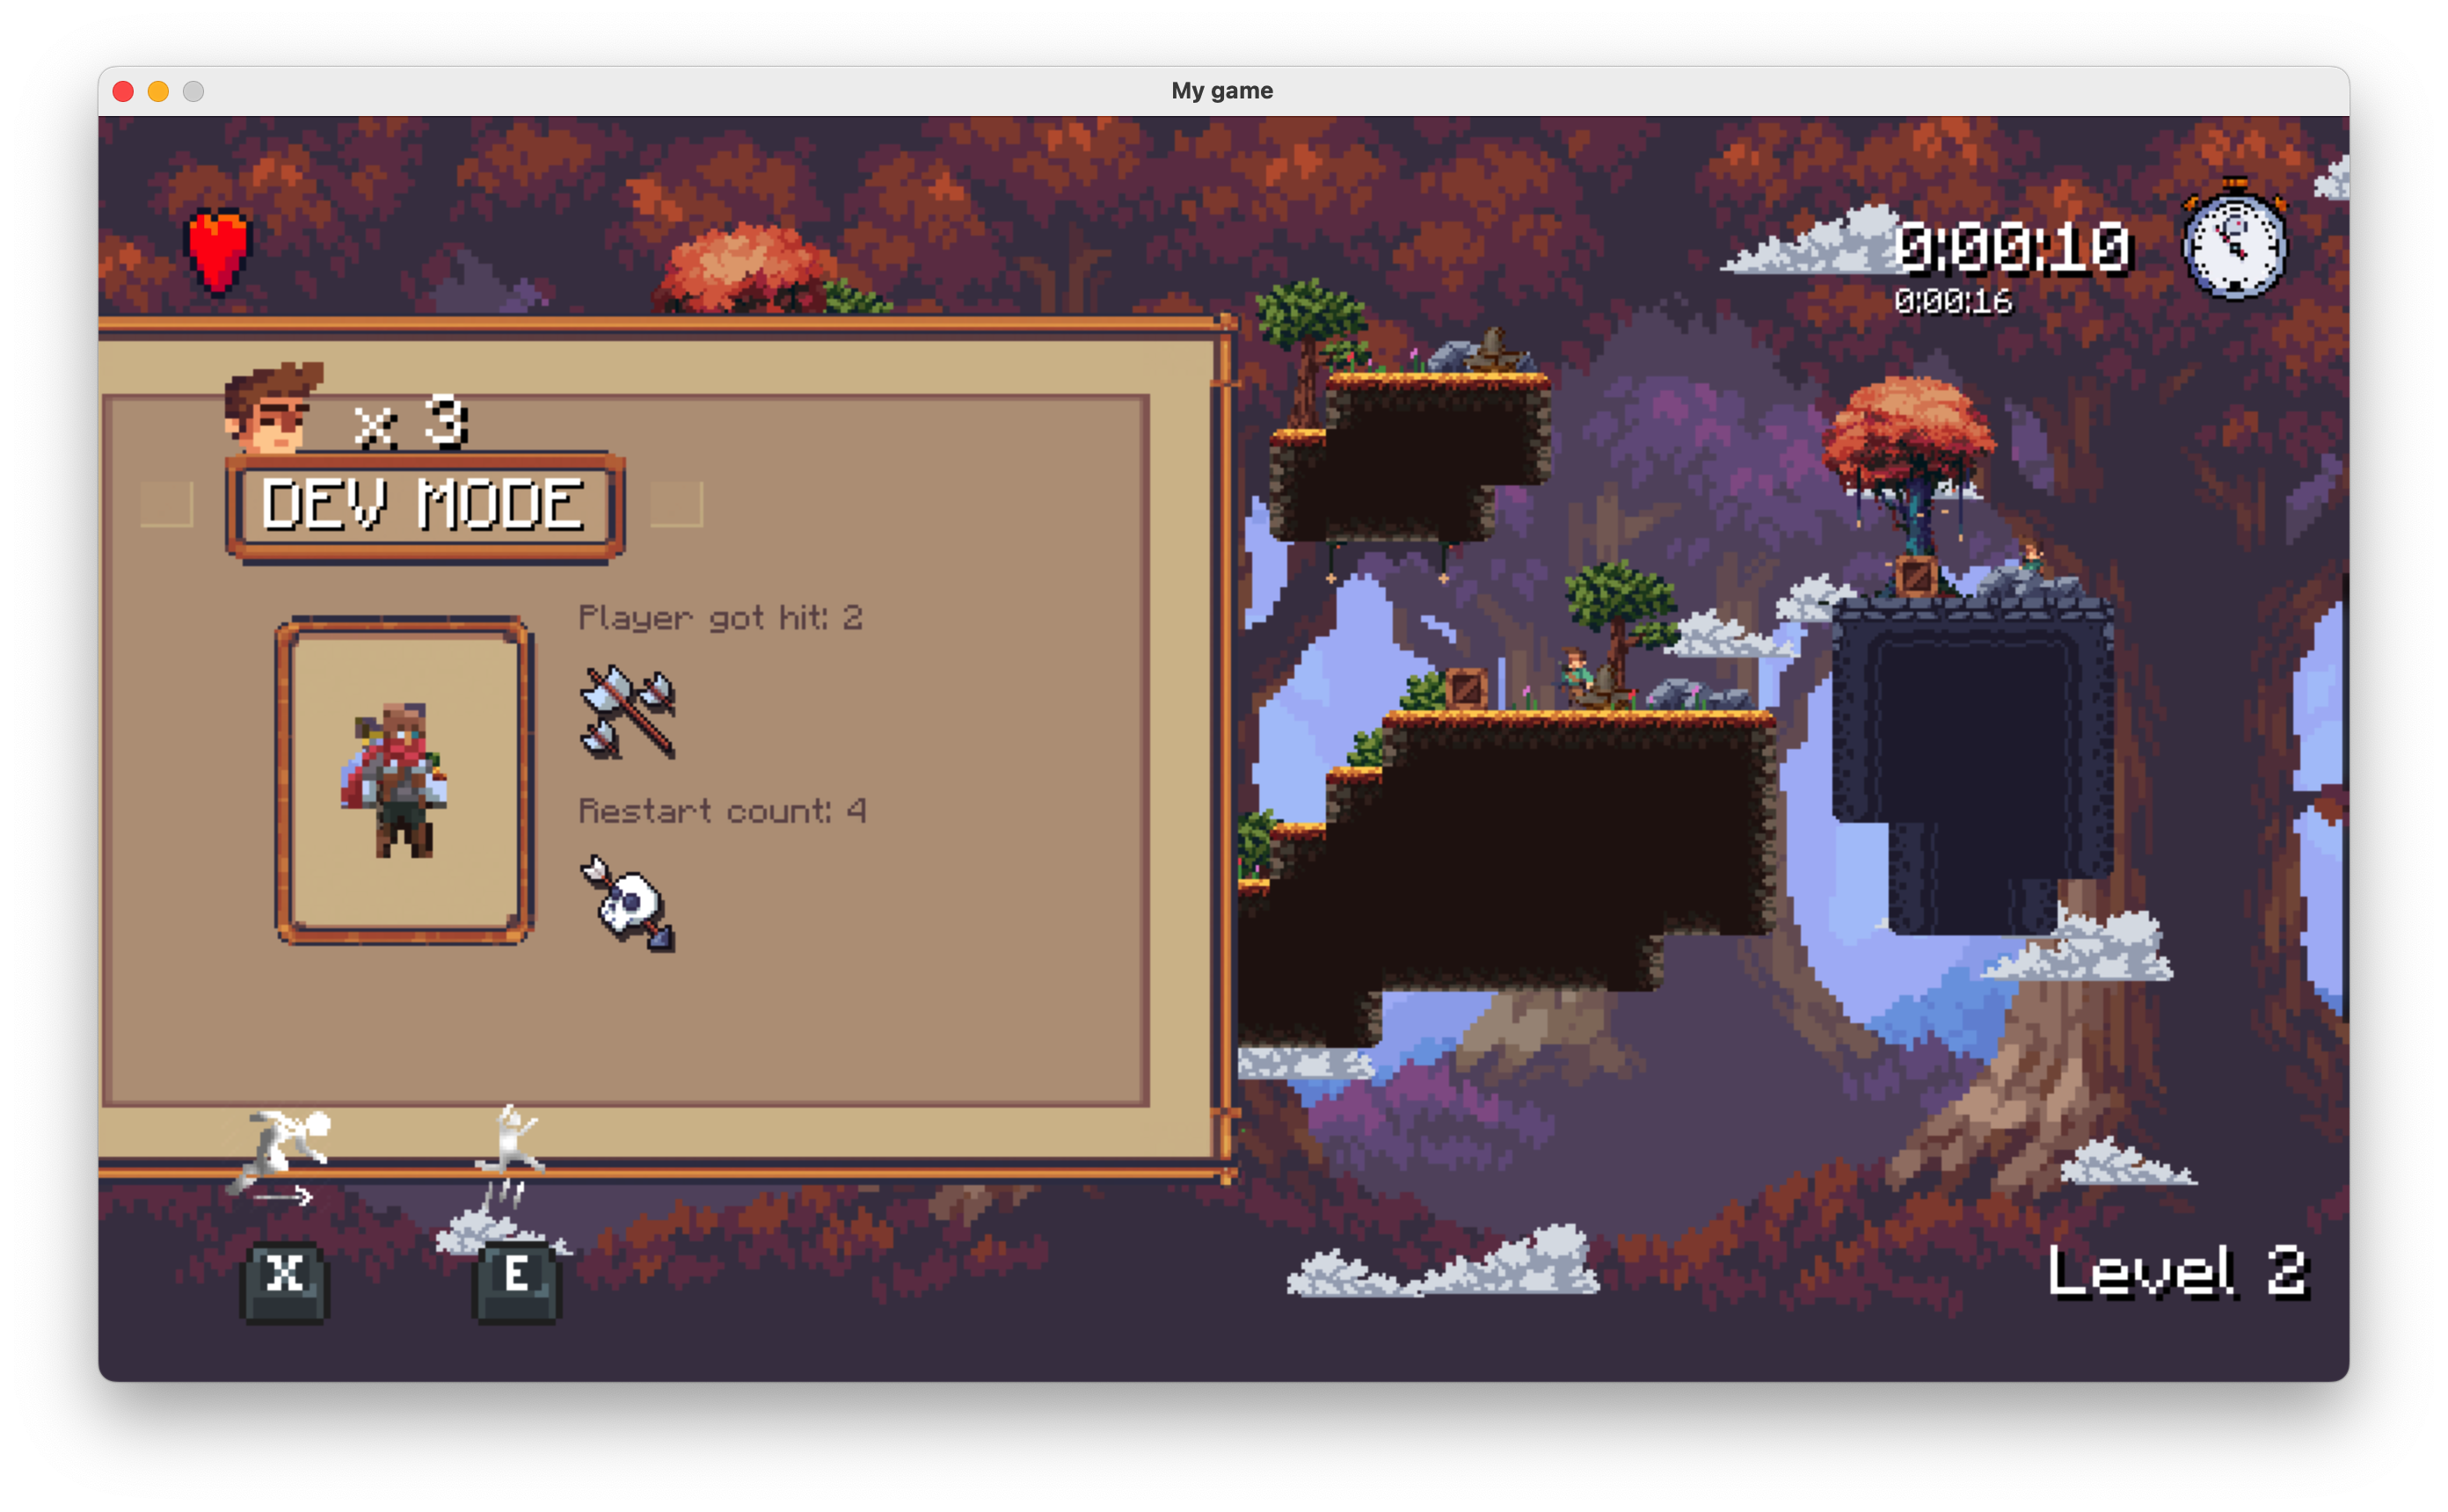 My game
0:00:10
0:00:16
x 3
DEV MODE
Player got hit: 2
Restart count: 4
X
E
Level 2